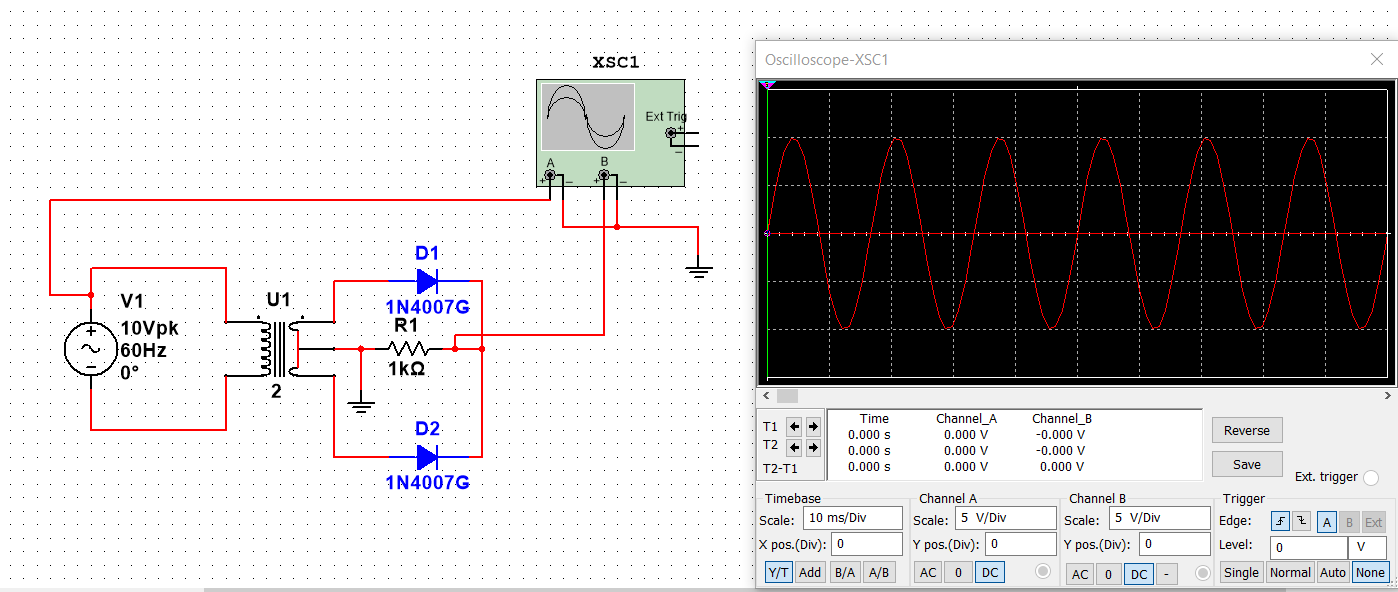 XSC1
Ext Trig
+
−
A
B
+ − + −
D1
1N4007G
V1
10Vpk
60Hz
0°
+
−
U1
2
R1
1kΩ
D2
1N4007G
Oscilloscope-XSC1
Time Channel_A Channel_B
T1 0.000 s 0.000 V -0.000 V
T2 0.000 s 0.000 V -0.000 V
T2-T1 0.000 s 0.000 V 0.000 V
Reverse
Save
Ext. trigger
Timebase
Scale: 10 ms/Div
X pos.(Div): 0
Y/T Add B/A A/B
Channel A
Scale: 5 V/Div
Y pos.(Div): 0
AC 0 DC
Channel B
Scale: 5 V/Div
Y pos.(Div): 0
AC 0 DC -
Trigger
Edge: A B Ext
Level: 0 V
Single Normal Auto None